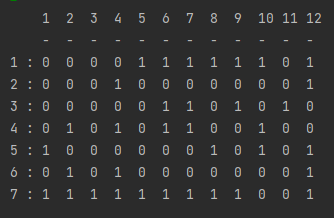 1 2 3 4 5 6 7 8 9 10 11 12
- - - - - - - - - - - -
1 : 0 0 0 0 1 1 1 1 1 1 0 1
2 : 0 0 0 1 0 0 0 0 0 0 0 1
3 : 0 0 0 0 0 1 1 0 1 0 1 0
4 : 0 1 0 1 0 1 1 0 0 1 0 0
5 : 1 0 0 0 0 0 0 1 0 1 0 1
6 : 0 1 0 1 0 0 0 0 0 0 0 1
7 : 1 1 1 1 1 1 1 1 1 0 0 1